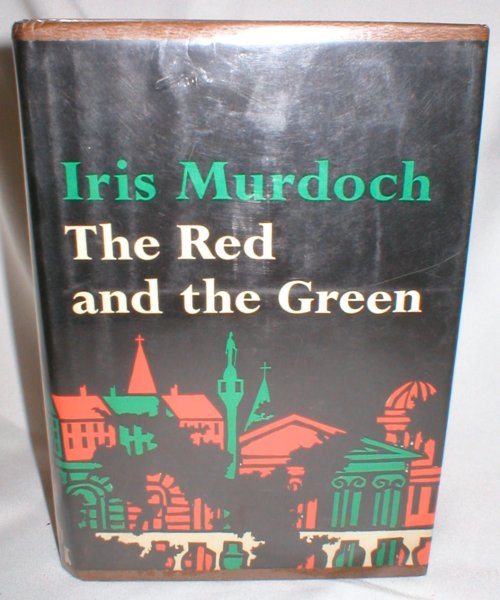 Iris Murdoch
The Red
and the Green